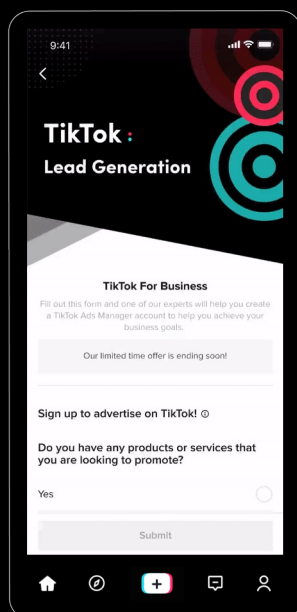 9:41
TikTok:
Lead Generation
TikTok For Business
Fill out this form and one of our experts will help you create
a TikTok Ads Manager account to help you achieve your
business goals.
Our limited time offer is ending soon!
Sign up to advertise on TikTok!
Do you have any products or services that
you are looking to promote?
Yes
Submit